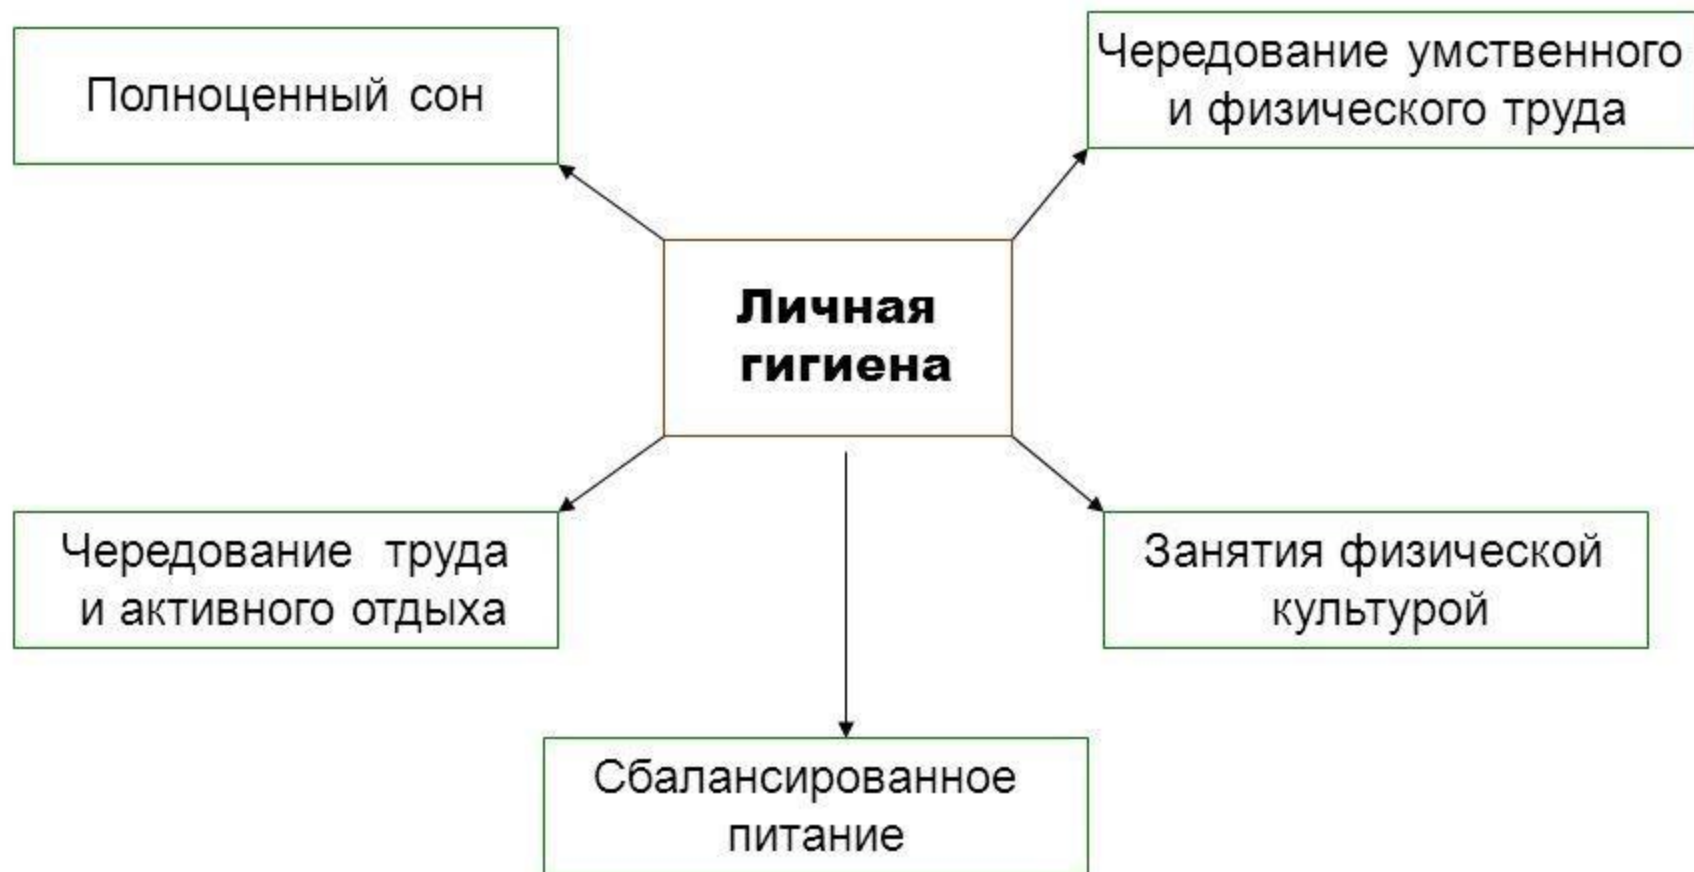 Полноценный сон
Чередование умственного
и физического труда
Личная
гигиена
Чередование труда
и активного отдыха
Занятия физической
культурой
Сбалансированное
питание